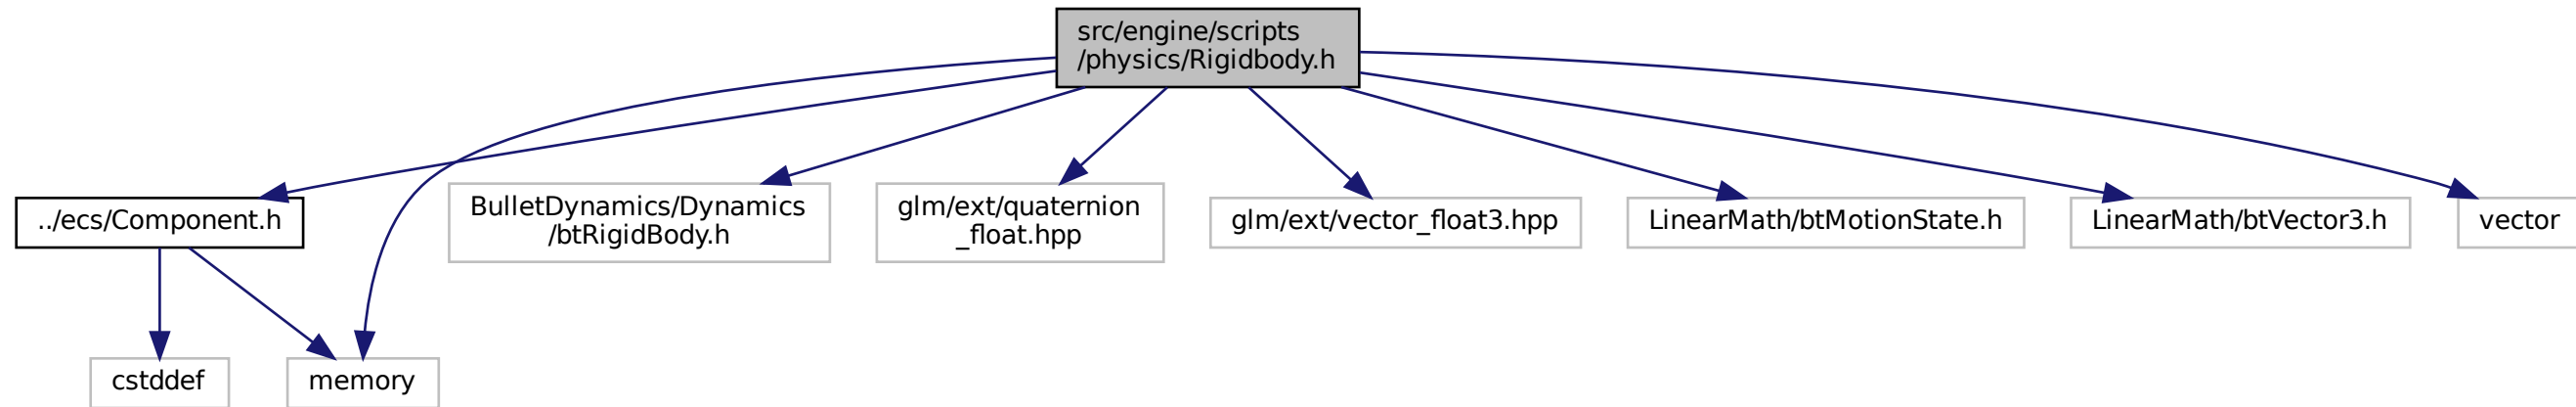 src/engine/scripts
/physics/Rigidbody.h
../ecs/Component.h
BulletDynamics/Dynamics
/btRigidBody.h
glm/ext/quaternion
_float.hpp
glm/ext/vector_float3.hpp
LinearMath/btMotionState.h
LinearMath/btVector3.h
vector
cstddef
memory